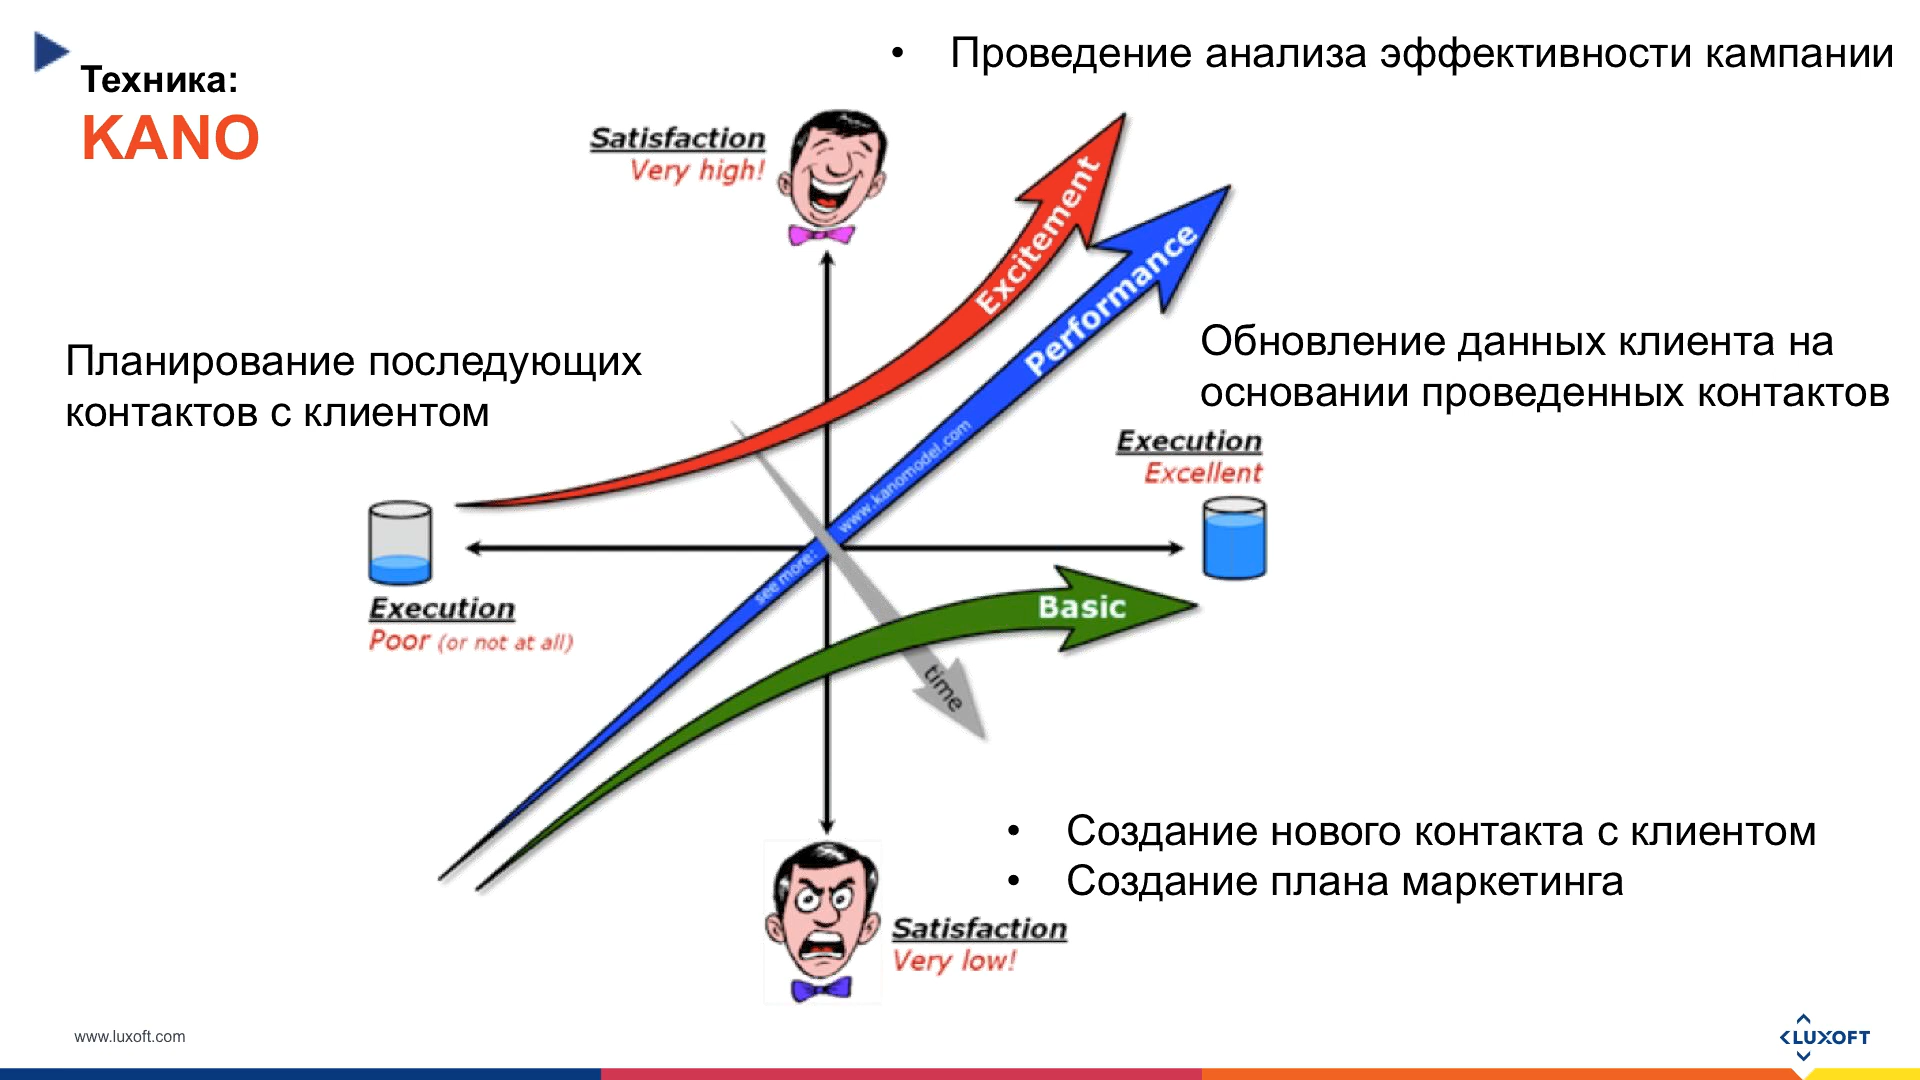 Техника:
KANO
• Проведение анализа эффективности кампании
Satisfaction
Very high!
Excitement
Performance
Планирование последующих
контактов с клиентом
Обновление данных клиента на
основании проведенных контактов
Execution
Excellent
see more: www.kanomodel.com
Execution
Poor (or not at all)
Basic
time
• Создание нового контакта с клиентом
• Создание плана маркетинга
Satisfaction
Very low!
www.luxoft.com
LUXOFT